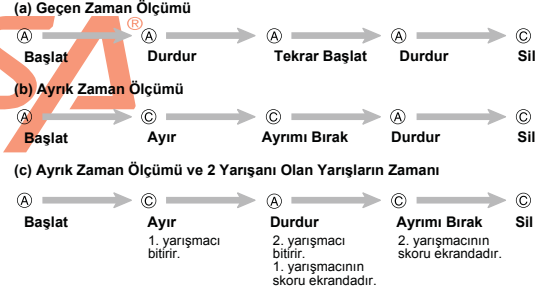 (a) Geçen Zaman Ölçümü
®
Ⓐ Ⓐ Ⓐ Ⓐ Ⓒ
Başlat Durdur Tekrar Başlat Durdur Sil
(b) Ayrık Zaman Ölçümü
Ⓐ Ⓒ Ⓒ Ⓐ Ⓒ
Başlat Ayır Ayrımı Bırak Durdur Sil
(c) Ayrık Zaman Ölçümü ve 2 Yarışanı Olan Yarışların Zamanı
Ⓐ Ⓒ Ⓐ Ⓒ Ⓒ
Başlat Ayır Durdur Ayrımı Bırak Sil
1. yarışmacı 2. yarışmacı 2. yarışmacının
bitirir. bitirir. skoru ekrandadır.
1. yarışmacının
skoru ekrandadır.